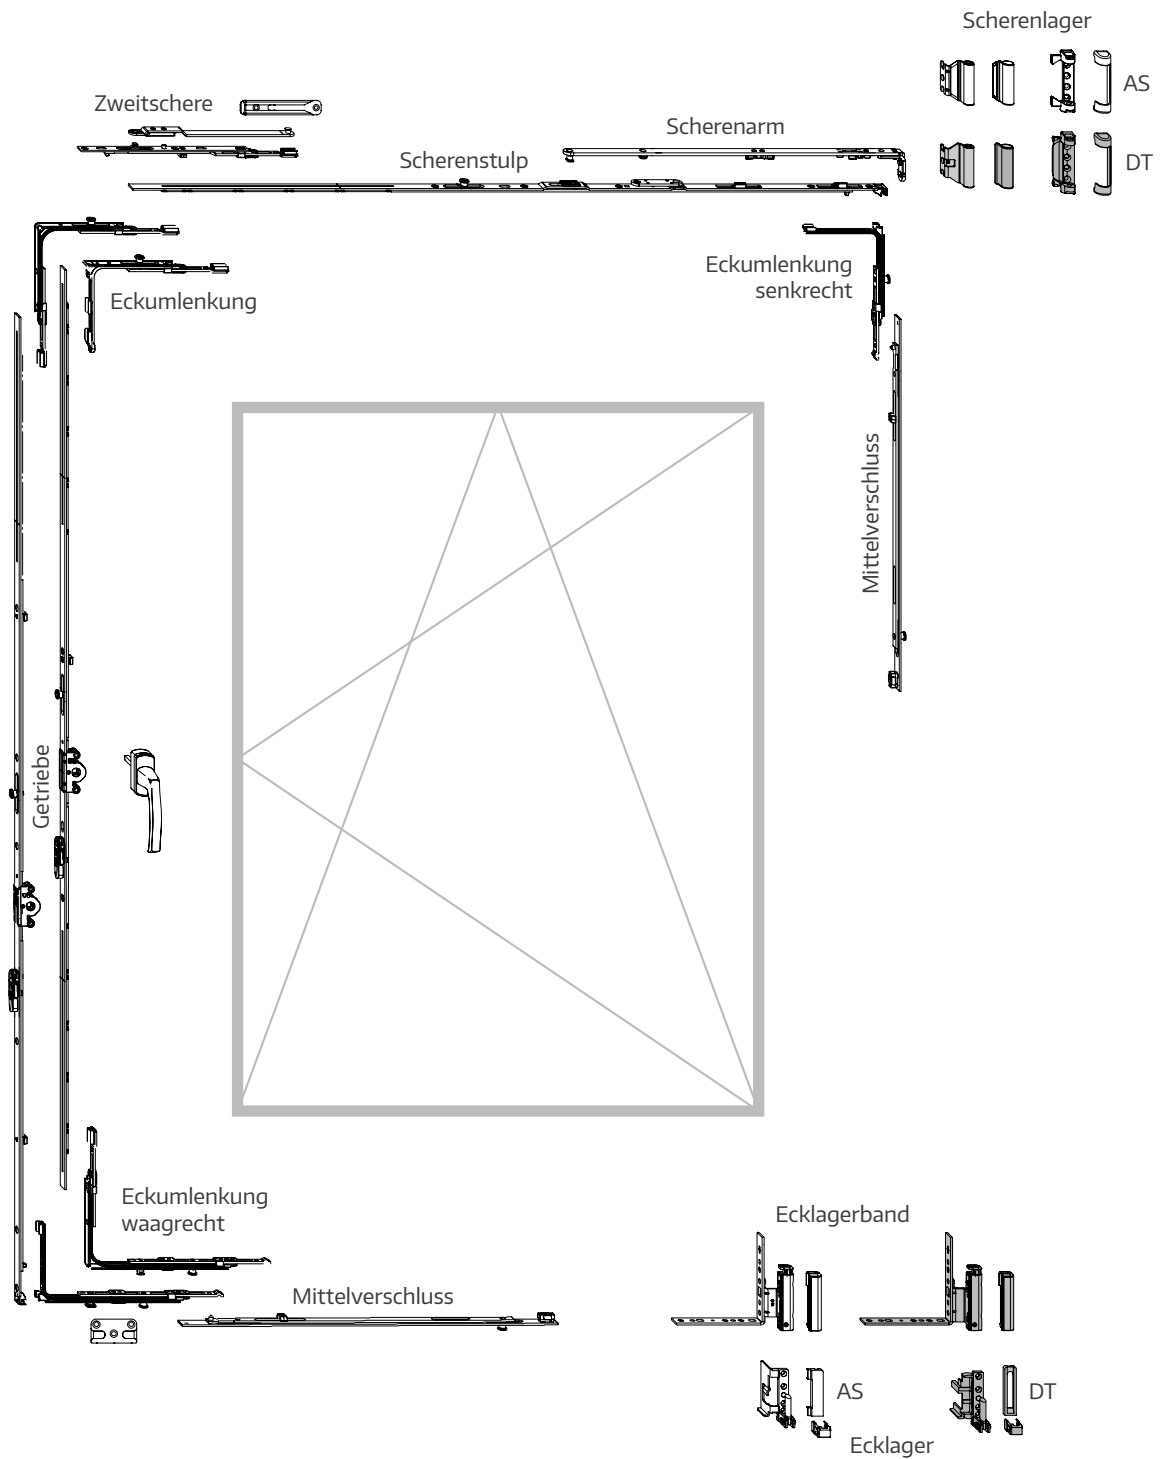 Scherenlager
AS
Zweitschere
Scherenarm
Scherenstulp
DT
Eckumlenkung
senkrecht
Eckumlenkung
Mittelverschluss
Getriebe
Eckumlenkung
waagrecht
Ecklagerband
Mittelverschluss
AS
DT
Ecklager